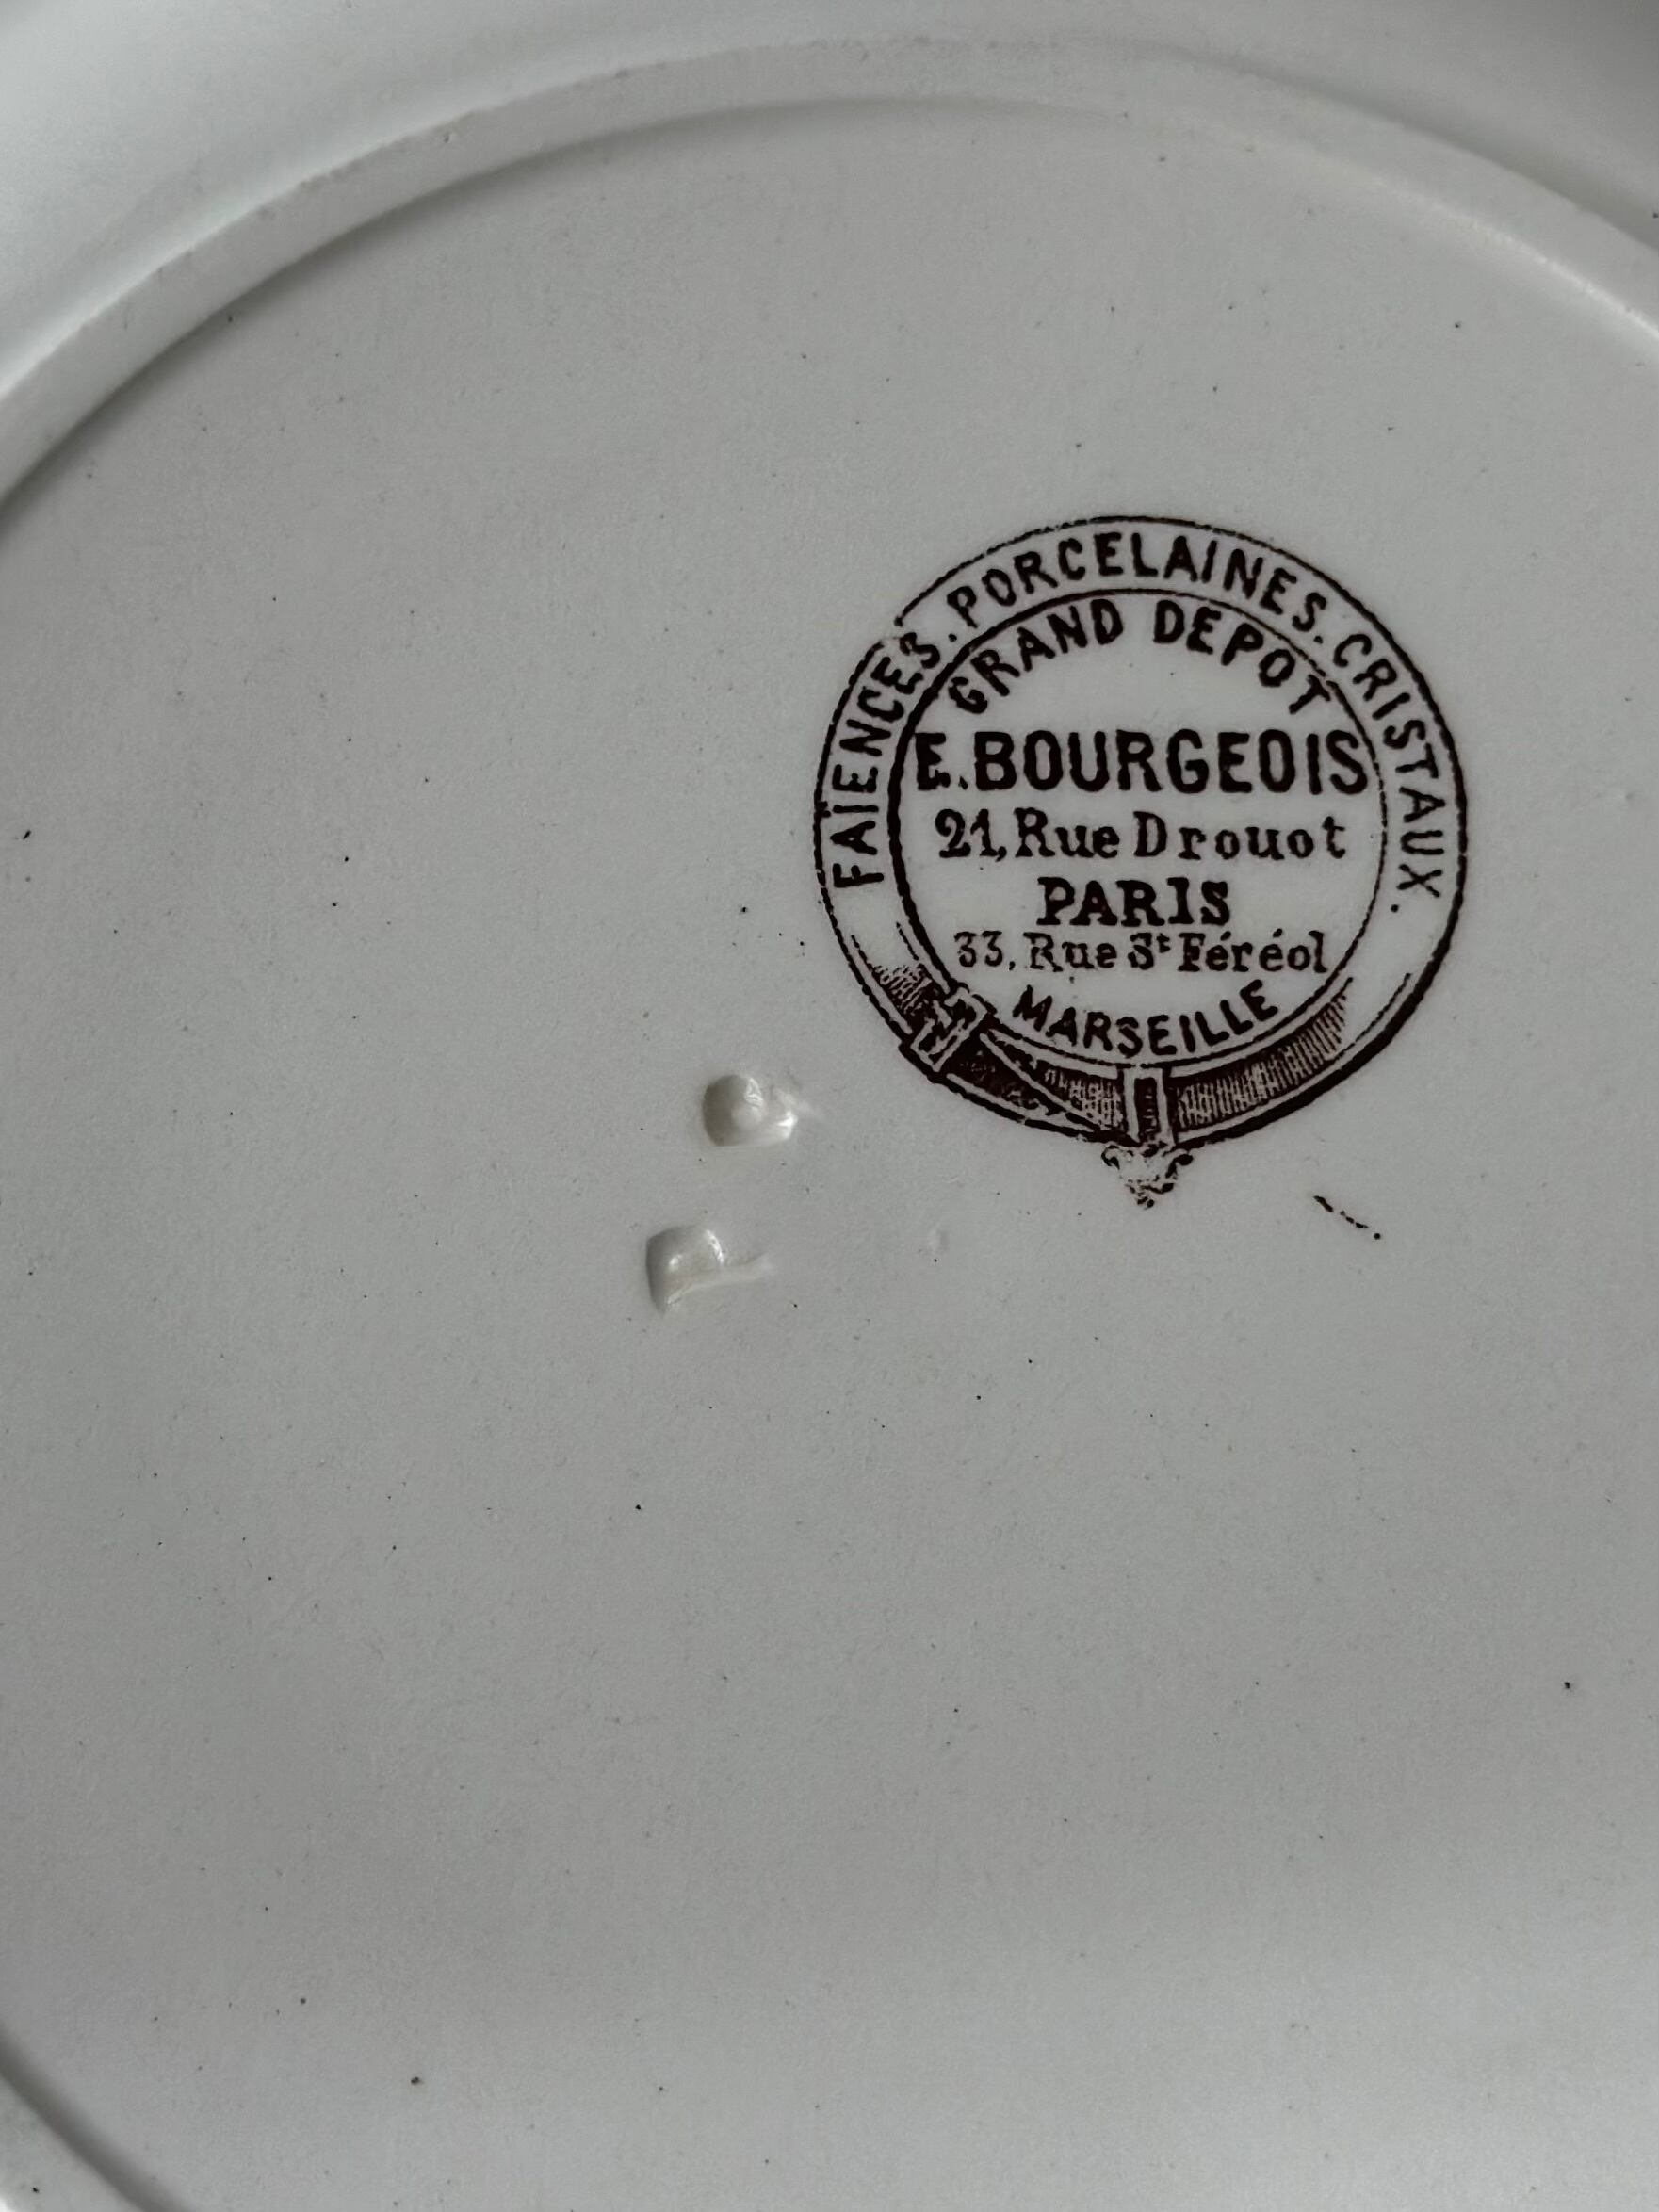 FAÏENCES. PORCELAINES. CRISTAUX.
GRAND DEPOT
E. BOURGEOIS
21, Rue Drouot
PARIS
33, Rue St Féréol
MARSEILLE